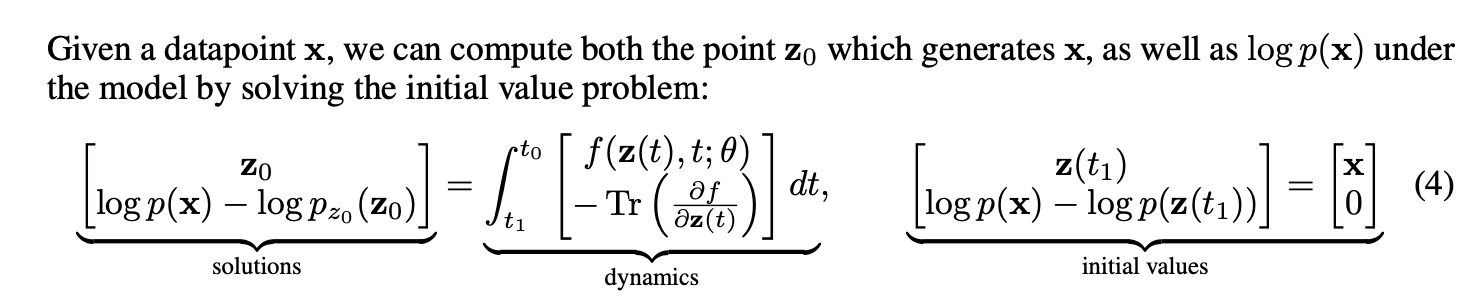 Given a datapoint x, we can compute both the point z₀ which generates x, as well as log p(x) under
the model by solving the initial value problem:
[ z₀ ; log p(x) − log p_{z₀}(z₀) ] = ∫_{t₁}^{t₀} [ f(z(t), t; θ) ; − Tr (∂f/∂z(t)) ] dt, [ z(t₁) ; log p(x) − log p(z(t₁)) ] = [ x ; 0 ] (4)
solutions dynamics initial values